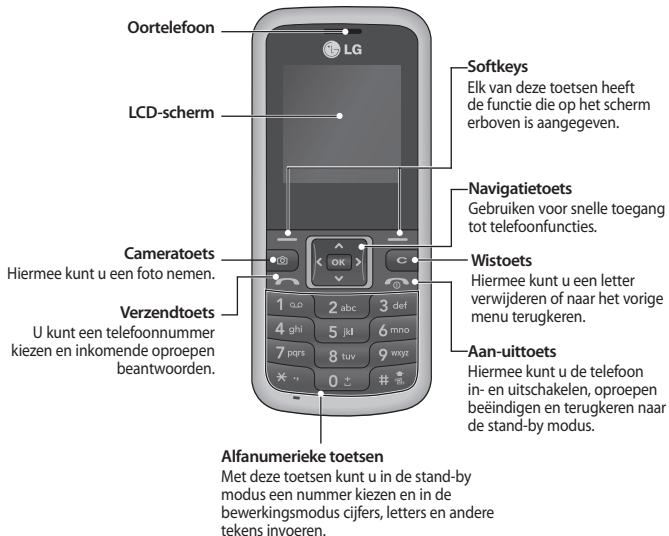 Oortelefoon
LG
LCD-scherm
Softkeys
Elk van deze toetsen heeft
de functie die op het scherm
erboven is aangegeven.
Navigatietoets
Gebruiken voor snelle toegang
tot telefoonfuncties.
Cameratoets
Hiermee kunt u een foto nemen.
OK
C
Wistoets
Hiermee kunt u een letter
verwijderen of naar het vorige
menu terugkeren.
Verzendtoets
U kunt een telefoonnummer
kiezen en inkomende oproepen
beantwoorden.
Aan-uittoets
Hiermee kunt u de telefoon
in- en uitschakelen, oproepen
beëindigen en terugkeren naar
de stand-by modus.
1 2 abc 3 def
4 ghi 5 jkl 6 mno
7 pqrs 8 tuv 9 wxyz
* 0 #
Alfanumerieke toetsen
Met deze toetsen kunt u in de stand-by
modus een nummer kiezen en in de
bewerkingsmodus cijfers, letters en andere
tekens invoeren.